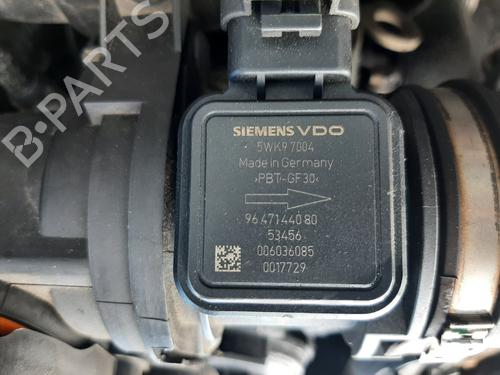 B-PARTS
SIEMENS VDO
5WK9 7004
Made in Germany
>PBT-GF30<
96 471 440 80
53456
006036085
0017729